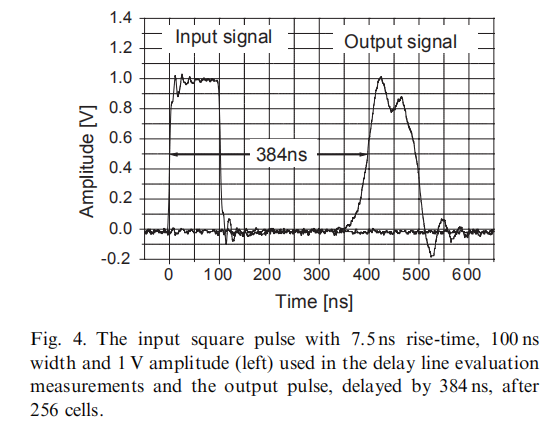 1.4
1.2
1.0
0.8
0.6
0.4
0.2
0.0
-0.2
Amplitude [V]
Input signal
Output signal
384ns
0 100 200 300 400 500 600
Time [ns]
Fig. 4. The input square pulse with 7.5 ns rise-time, 100 ns
width and 1 V amplitude (left) used in the delay line evaluation
measurements and the output pulse, delayed by 384 ns, after
256 cells.